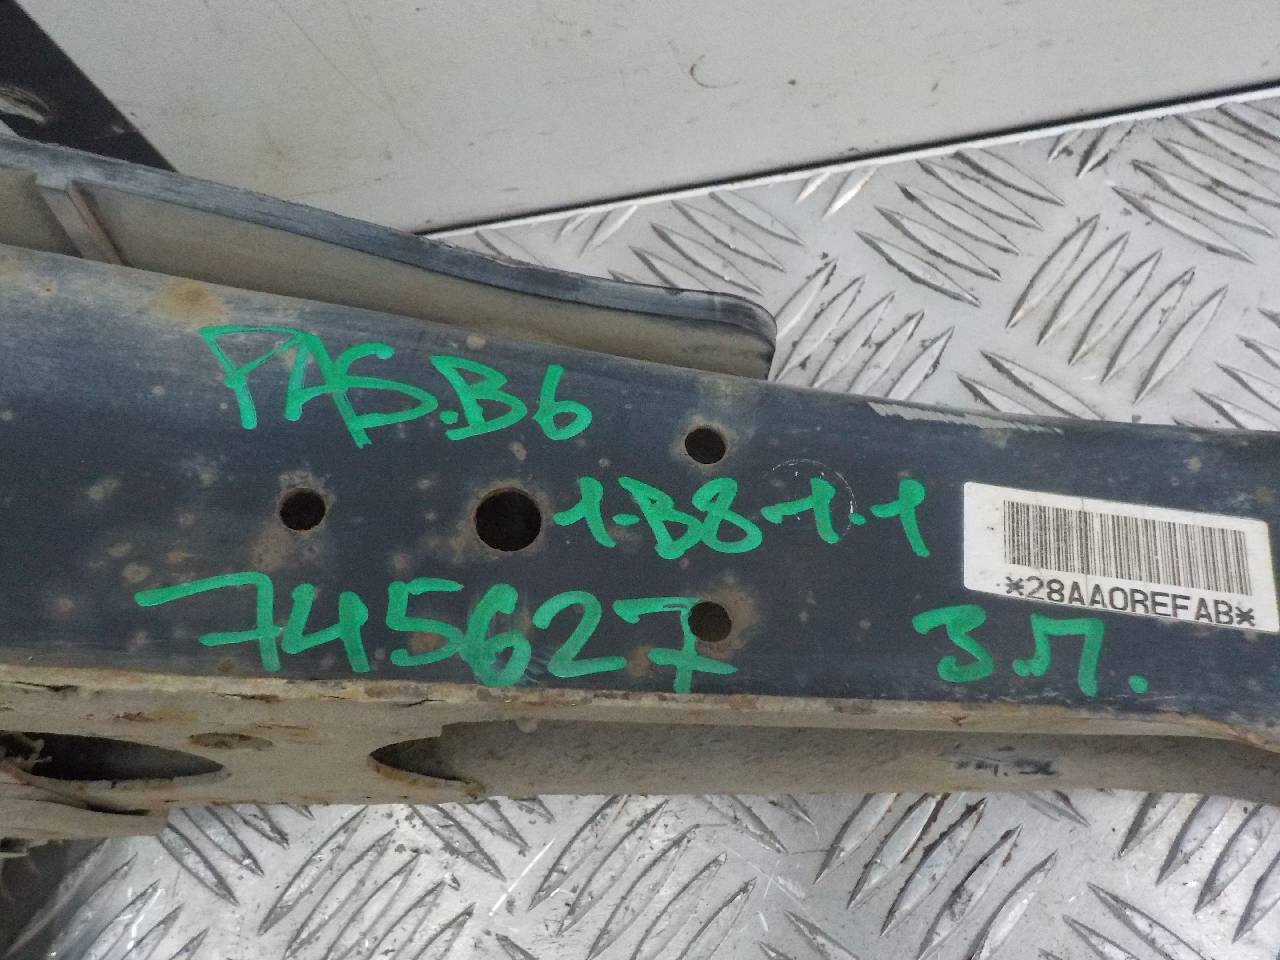 PAS.B6
1-B8-1.1
*28AA0REFAB*
745627
З.П.